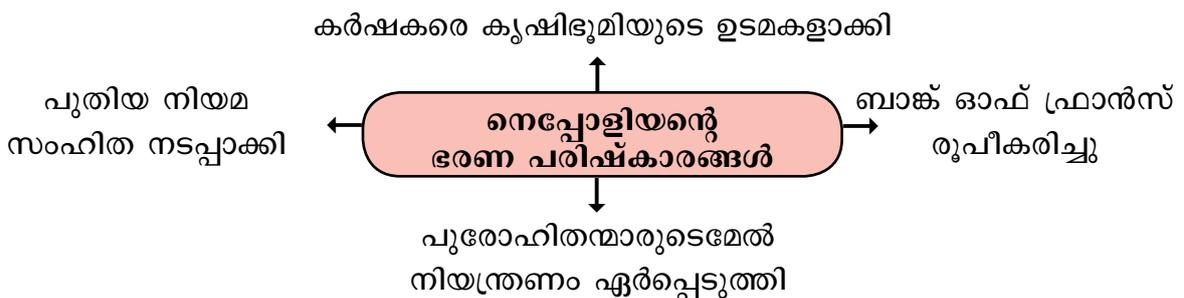 കർഷകരെ കൃഷിഭൂമിയുടെ ഉടമകളാക്കി
പുതിയ നിയമ
സംഹിത നടപ്പാക്കി
നെപ്പോളിയന്റെ
ഭരണ പരിഷ്കാരങ്ങൾ
ബാങ്ക് ഓഫ് ഫ്രാൻസ്
രൂപീകരിച്ചു
പുരോഹിതന്മാരുടെമേൽ
നിയന്ത്രണം ഏർപ്പെടുത്തി